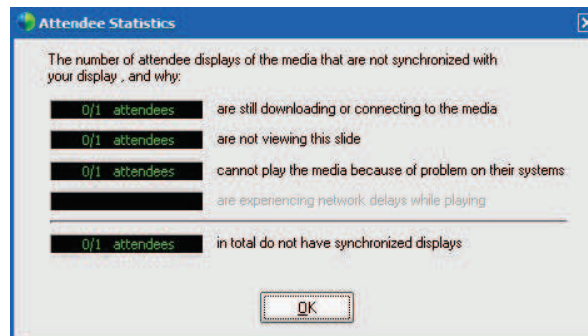 Attendee Statistics
The number of attendee displays of the media that are not synchronized with
your display , and why:
0/1 attendees are still downloading or connecting to the media
0/1 attendees are not viewing this slide
0/1 attendees cannot play the media because of problem on their systems
are experiencing network delays while playing
0/1 attendees in total do not have synchronized displays
OK